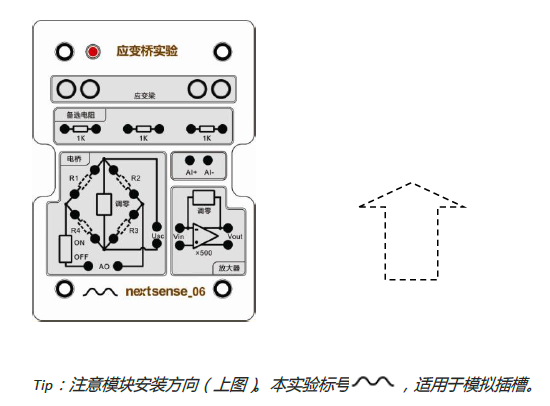 应变桥实验
应变梁
备选电阻
1K 1K 1K
电桥
AI+ AI-
R1 R2
调零
调零
R4 R3
Usc
Vin Vout
×500
ON
OFF
AO
放大器
nextsense_06
Tip：注意模块安装方向（上图）。本实验标号 ，适用于模拟插槽。